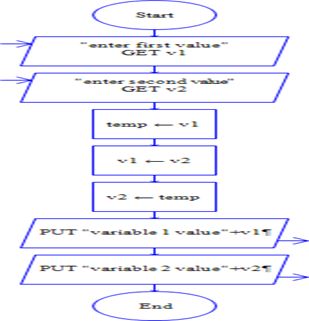 Start
"enter first value"
GET v1
"enter second value"
GET v2
temp ← v1
v1 ← v2
v2 ← temp
PUT "variable 1 value"+v1¶
PUT "variable 2 value"+v2¶
End